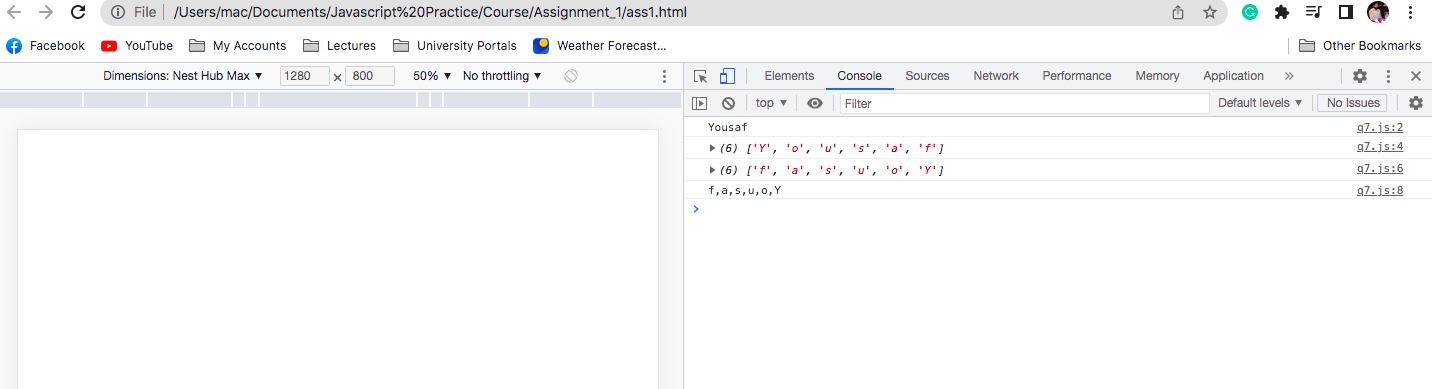 File /Users/mac/Documents/Javascript%20Practice/Course/Assignment_1/ass1.html
Facebook YouTube My Accounts Lectures University Portals Weather Forecast... Other Bookmarks
Dimensions: Nest Hub Max ▼ 1280 × 800 50% ▼ No throttling ▼
Elements Console Sources Network Performance Memory Application »
top ▼ Filter Default levels ▼ No Issues
Yousaf q7.js:2
▶ (6) ['Y', 'o', 'u', 's', 'a', 'f'] q7.js:4
▶ (6) ['f', 'a', 's', 'u', 'o', 'Y'] q7.js:6
f,a,s,u,o,Y q7.js:8
>